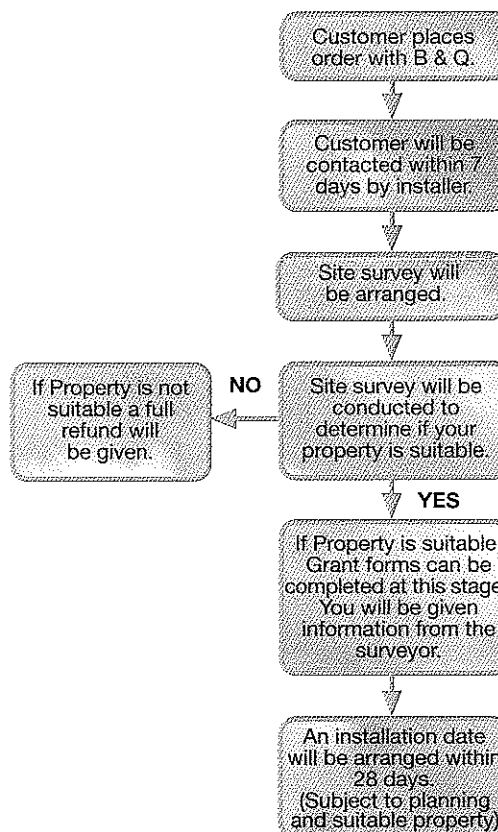 Customer places
order with B & Q.
Customer will be
contacted within 7
days by installer.
Site survey will
be arranged.
Site survey will be
conducted to
determine if your
property is suitable.
NO
If Property is not
suitable a full
refund will
be given.
YES
If Property is suitable
Grant forms can be
completed at this stage
You will be given
information from the
surveyor.
An installation date
will be arranged within
28 days.
(Subject to planning
and suitable property)